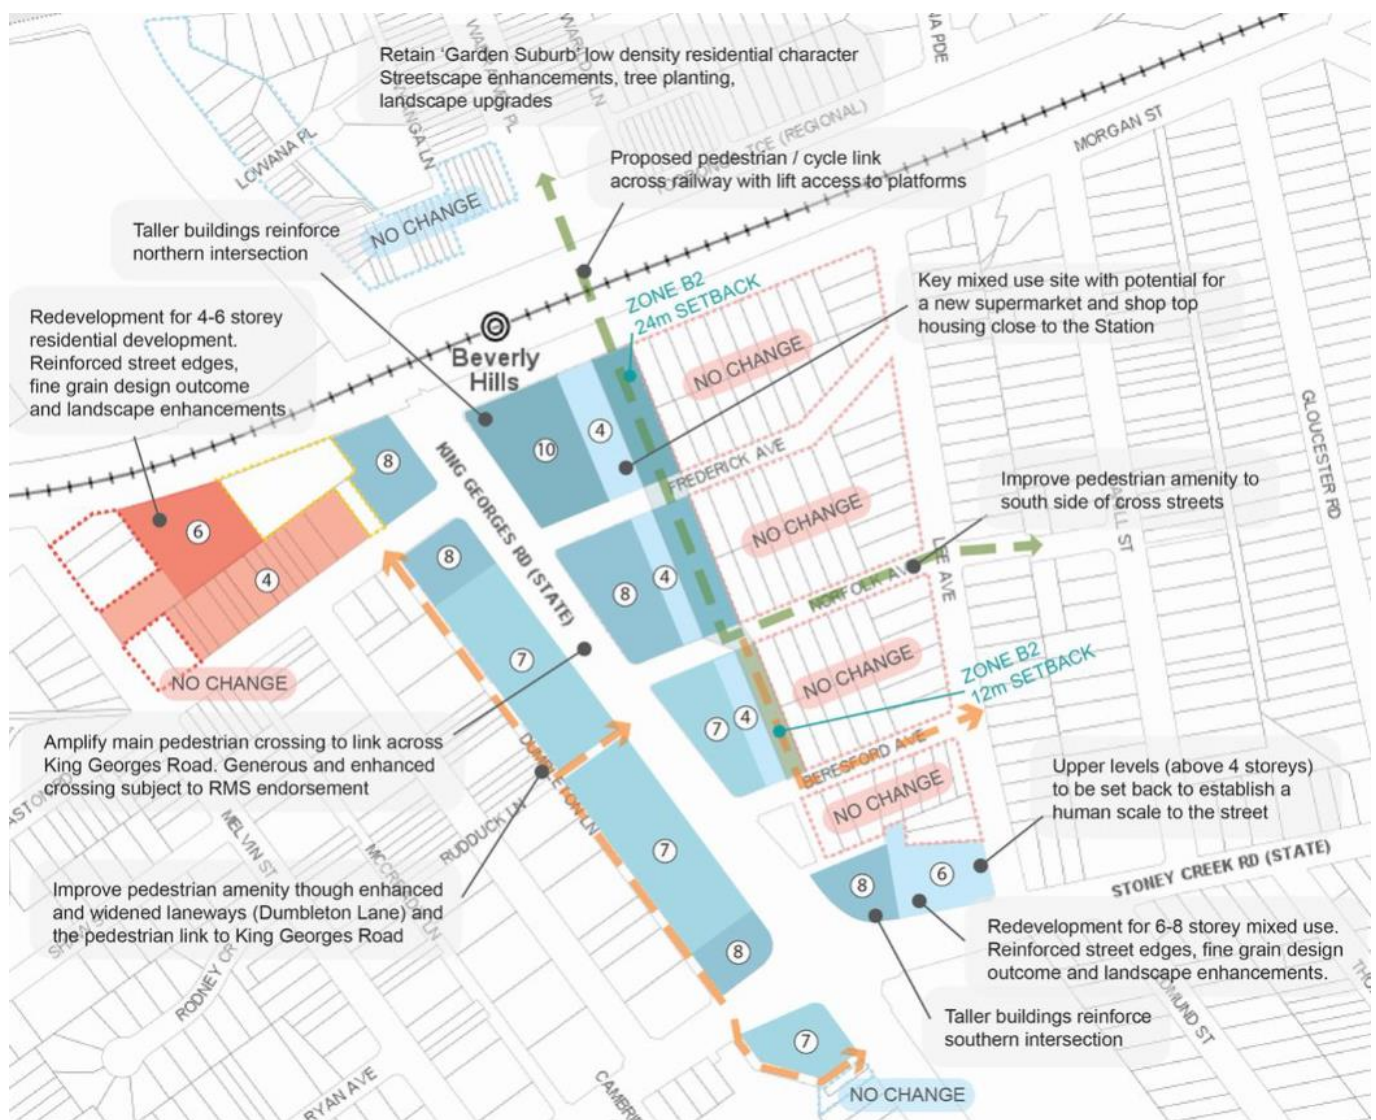 Retain ‘Garden Suburb’ low density residential character
Streetscape enhancements, tree planting,
landscape upgrades
MORGAN ST
LOWANA PL
Proposed pedestrian / cycle link
across railway with lift access to platforms
(REGIONAL)
NO CHANGE
Taller buildings reinforce
northern intersection
ZONE B2
24m SETBACK
Key mixed use site with potential for
a new supermarket and shop top
housing close to the Station
Redevelopment for 4-6 storey
residential development.
Reinforced street edges,
fine grain design outcome
and landscape enhancements
Beverly
Hills
NO CHANGE
GLOUCESTER RD
8
10
4
KING GEORGES RD (STATE)
FREDERICK AVE
Improve pedestrian amenity to
south side of cross streets
6
4
8
8
4
NO CHANGE
LEE AVE
NORFOLK AV
7
NO CHANGE
NO CHANGE
ZONE B2
12m SETBACK
7
4
Amplify main pedestrian crossing to link across
King Georges Road. Generous and enhanced
crossing subject to RMS endorsement
DUMBLETON LN
BERESFORD AVE
NO CHANGE
Upper levels (above 4 storeys)
to be set back to establish a
human scale to the street
MELVIN ST
RUDDUCK LN
7
8
6
STONEY CREEK RD (STATE)
Improve pedestrian amenity though enhanced
and widened laneways (Dumbleton Lane) and
the pedestrian link to King Georges Road
8
Redevelopment for 6-8 storey mixed use.
Reinforced street edges, fine grain design
outcome and landscape enhancements.
RODNEY CR
Taller buildings reinforce
southern intersection
7
NO CHANGE
RYAN AVE